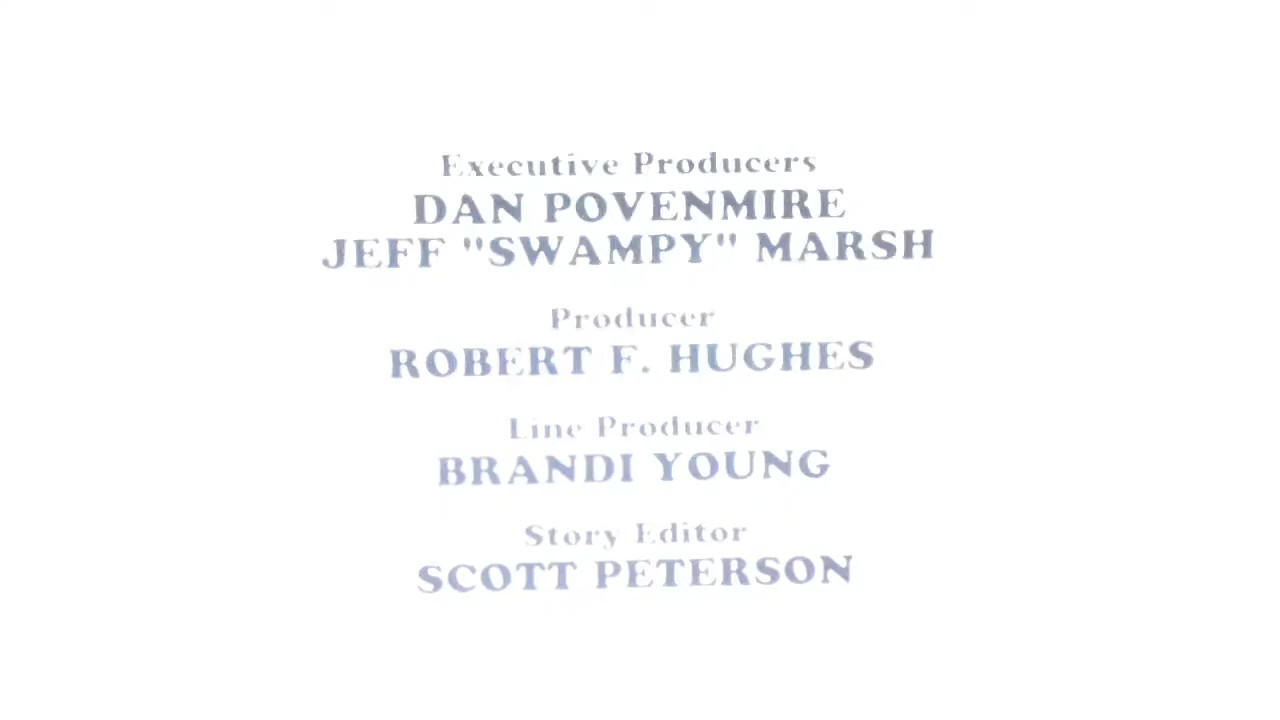 Executive Producers
DAN POVENMIRE
JEFF "SWAMPY" MARSH
Producer
ROBERT F. HUGHES
Line Producer
BRANDI YOUNG
Story Editor
SCOTT PETERSON